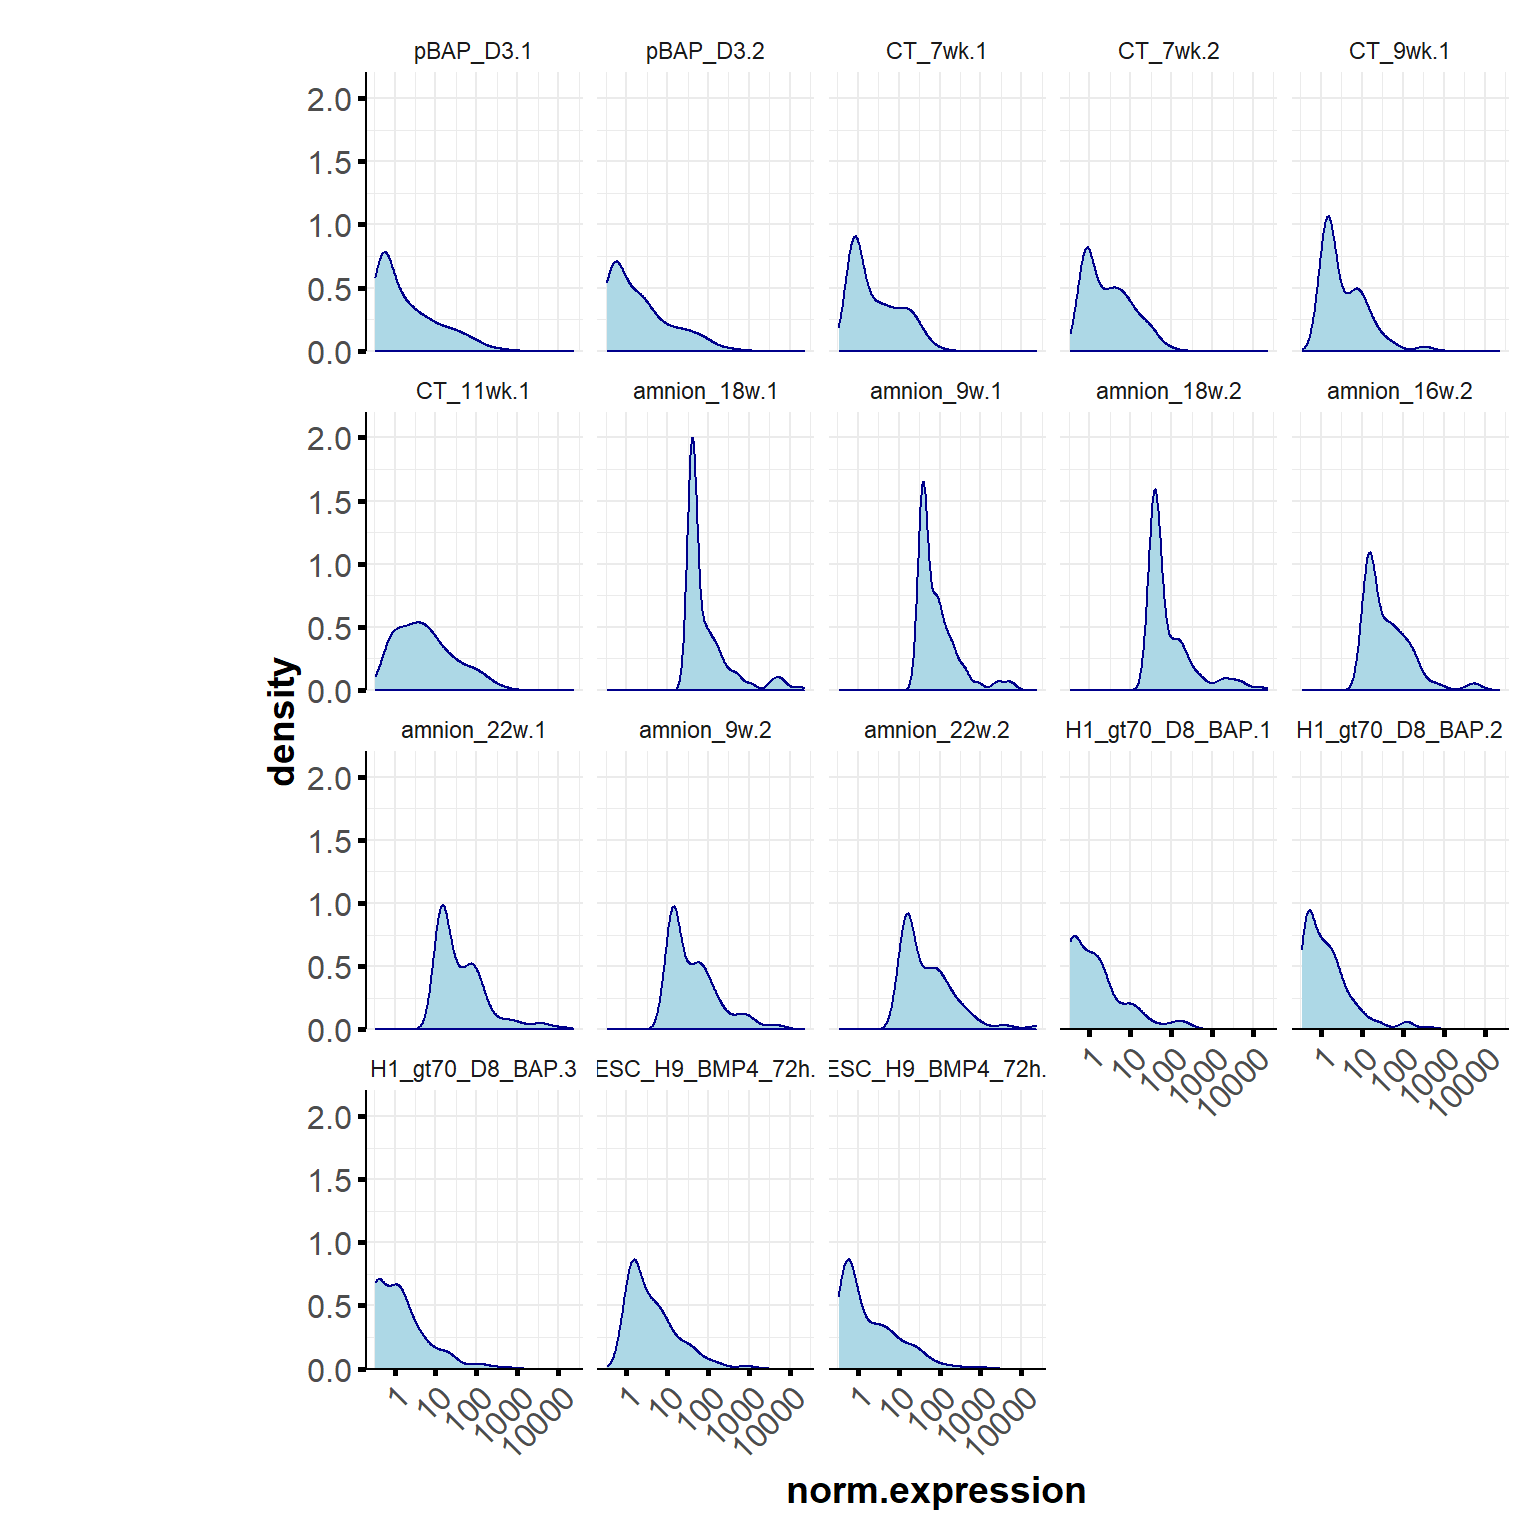 pBAP_D3.1 pBAP_D3.2 CT_7wk.1 CT_7wk.2 CT_9wk.1
2.0
1.5
1.0
0.5
0.0
CT_11wk.1 amnion_18w.1 amnion_9w.1 amnion_18w.2 amnion_16w.2
2.0
1.5
1.0
0.5
0.0
density
amnion_22w.1 amnion_9w.2 amnion_22w.2 H1_gt70_D8_BAP.1 H1_gt70_D8_BAP.2
2.0
1.5
1.0
0.5
0.0
1 10 100 1000 10000 1 10 100 1000 10000
H1_gt70_D8_BAP.3 ESC_H9_BMP4_72h. ESC_H9_BMP4_72h.
2.0
1.5
1.0
0.5
0.0
1 10 100 1000 10000 1 10 100 1000 10000 1 10 100 1000 10000
norm.expression